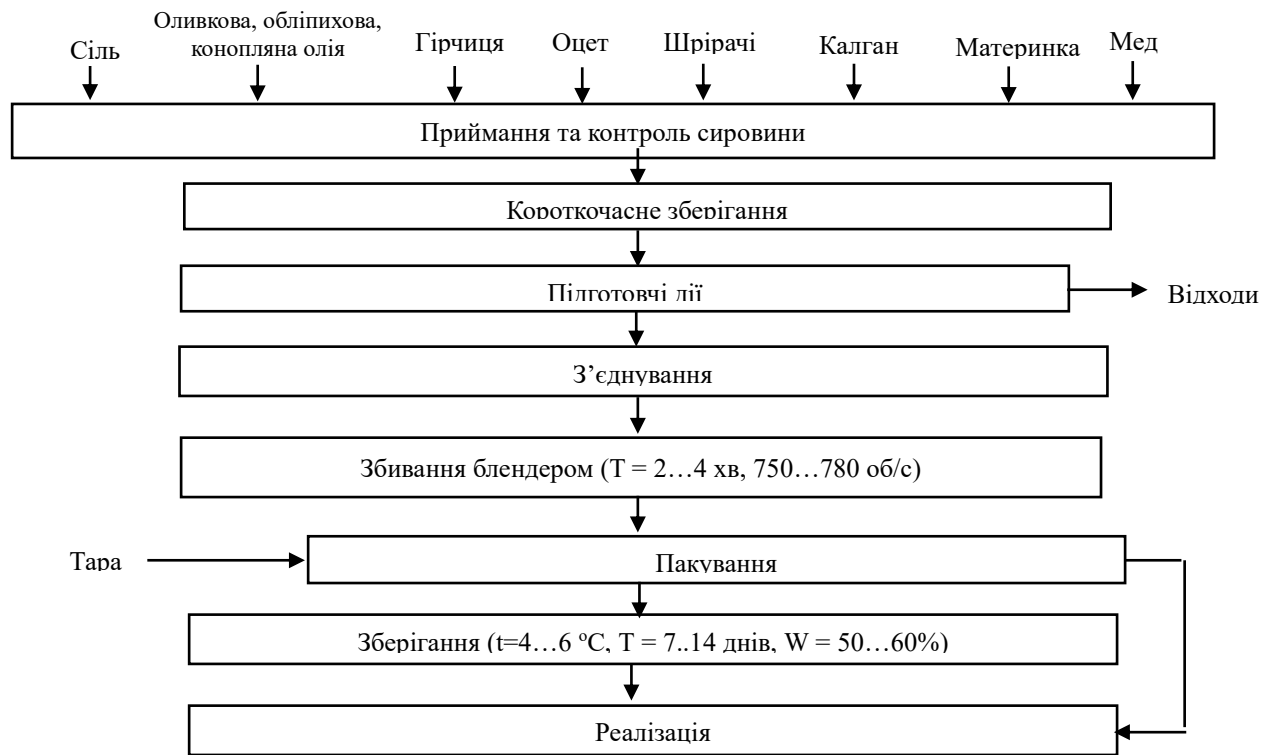 Сіль
Оливкова, обліпихова,
конопляна олія
Гірчиця
Оцет
Шрірачі
Калган
Материнка
Мед
Приймання та контроль сировини
Короткочасне зберігання
Підготовчі дії
Відходи
З’єднування
Збивання блендером (Т = 2…4 хв, 750…780 об/с)
Тара
Пакування
Зберігання (t=4…6 ºС, Т = 7..14 днів, W = 50…60%)
Реалізація